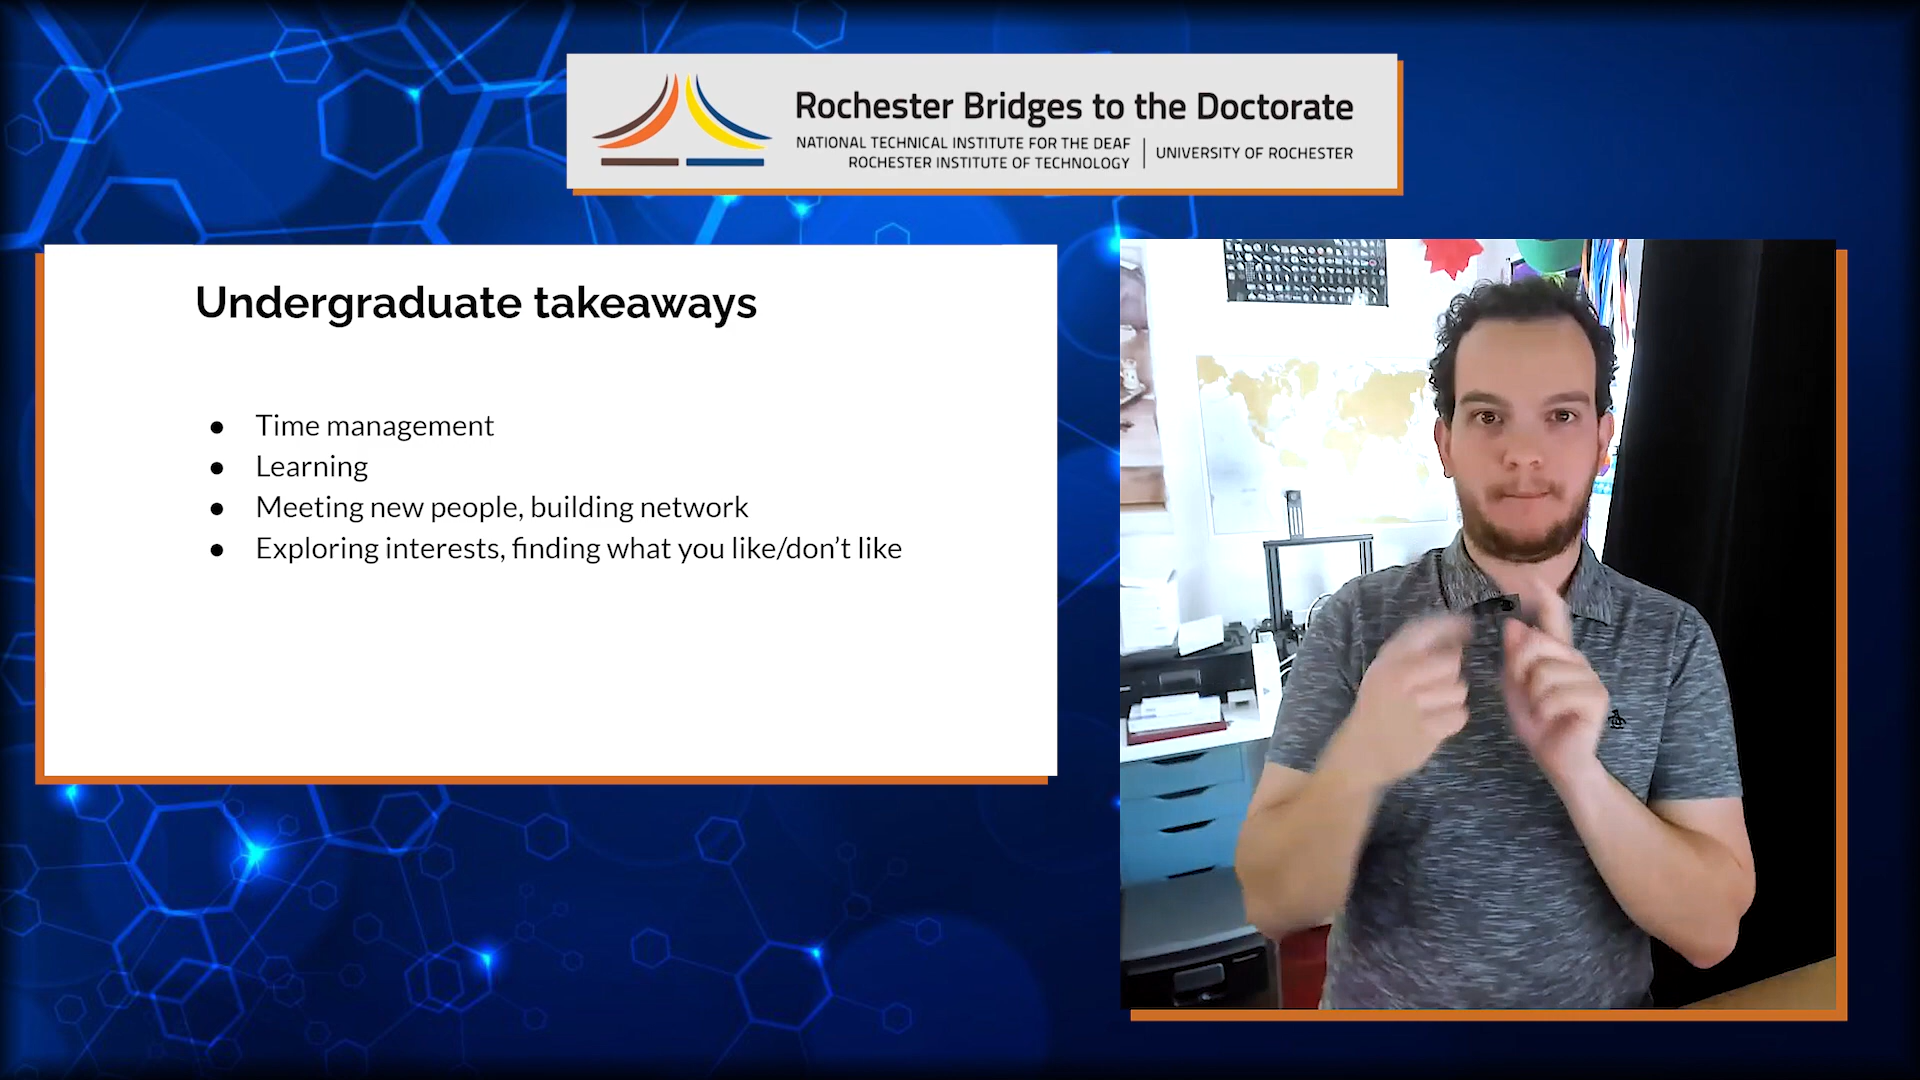 Rochester Bridges to the Doctorate
NATIONAL TECHNICAL INSTITUTE FOR THE DEAF
ROCHESTER INSTITUTE OF TECHNOLOGY
UNIVERSITY OF ROCHESTER
Undergraduate takeaways
● Time management
● Learning
● Meeting new people, building network
● Exploring interests, finding what you like/don’t like